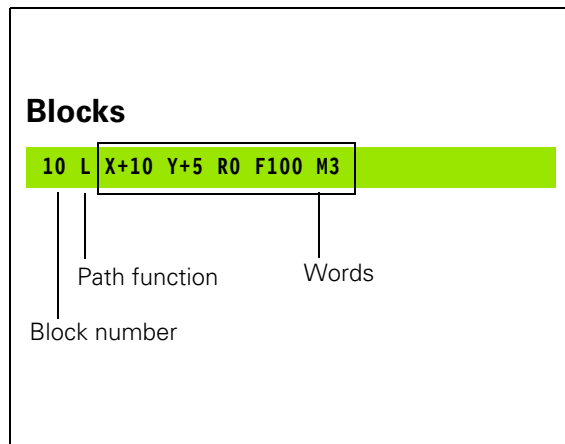 Blocks
10 L X+10 Y+5 R0 F100 M3
Path function
Words
Block number